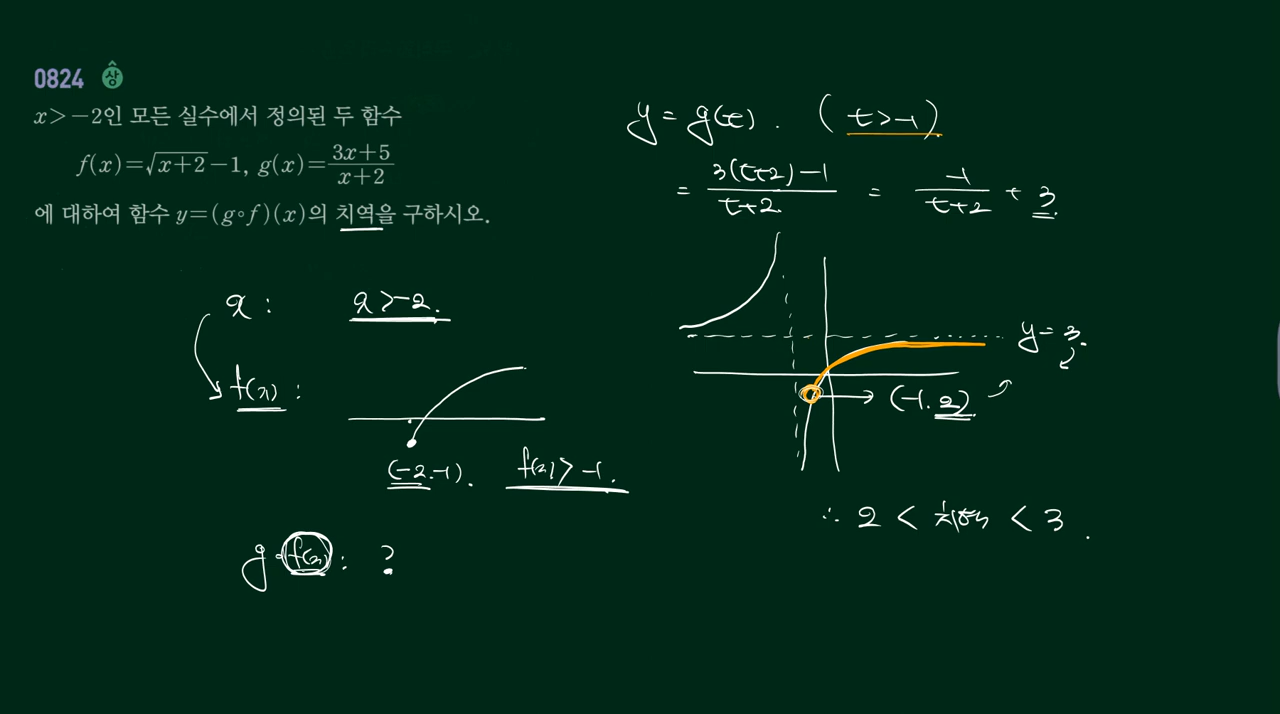 0824 상
x>-2인 모든 실수에서 정의된 두 함수
f(x)=√(x+2)-1, g(x)=(3x+5)/(x+2)
에 대하여 함수 y=(g∘f)(x)의 치역을 구하시오.
x : x>-2.
f(x) :
(-2.-1). f(x)>-1.
g∘f(x) : ?
y=g(t). (t>-1)
= (3(t+2)-1)/(t+2) = -1/(t+2) + 3.
y=3.
(-1.2)
∴ 2 < 치역 < 3.